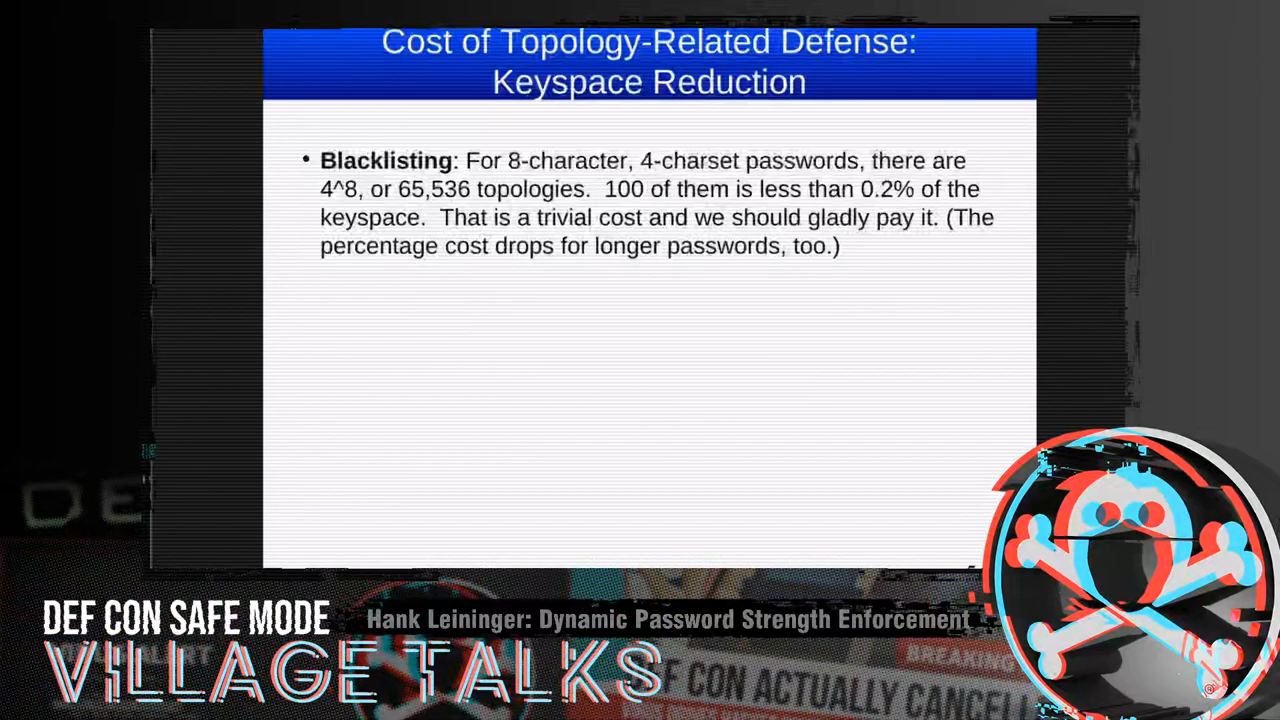 Cost of Topology-Related Defense:
Keyspace Reduction
• Blacklisting: For 8-character, 4-charset passwords, there are
4^8, or 65,536 topologies.  100 of them is less than 0.2% of the
keyspace.  That is a trivial cost and we should gladly pay it. (The
percentage cost drops for longer passwords, too.)
DEF CON SAFE MODE
Hank Leininger: Dynamic Password Strength Enforcement
VILLAGE TALKS
BREAKING
DEF CON ACTUALLY CANCEL